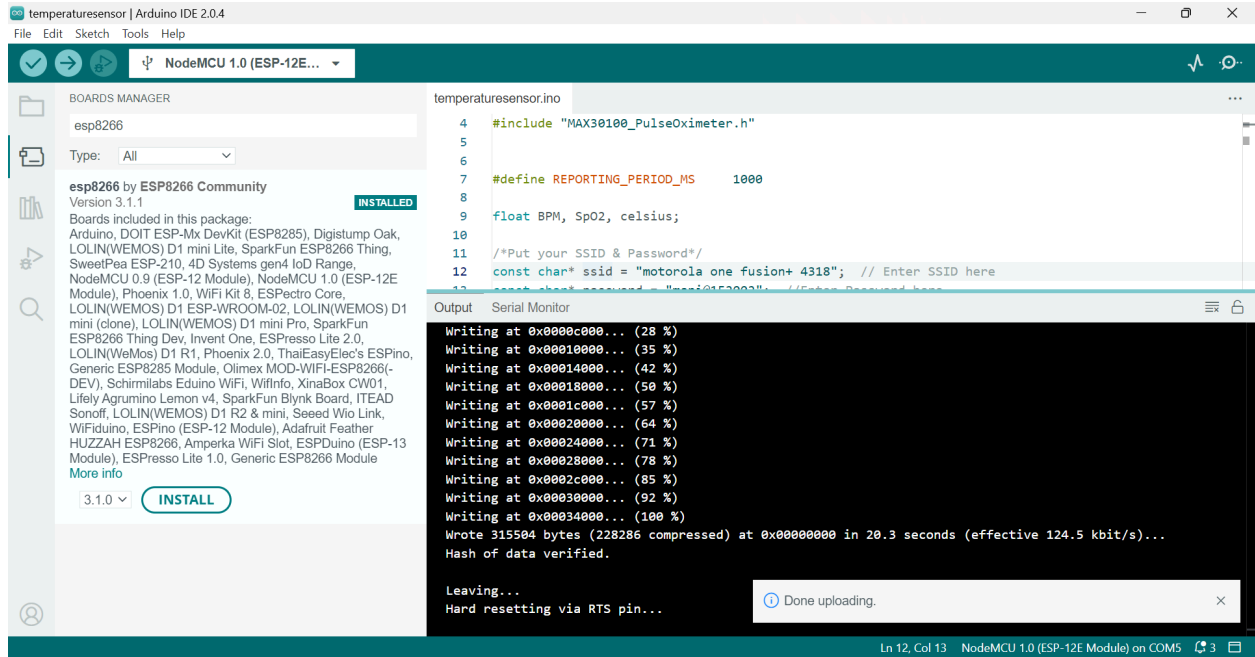 temperaturesensor | Arduino IDE 2.0.4
File Edit Sketch Tools Help
NodeMCU 1.0 (ESP-12E...
BOARDS MANAGER
esp8266
Type: All
esp8266 by ESP8266 Community
Version 3.1.1
INSTALLED
Boards included in this package:
Arduino, DOIT ESP-Mx DevKit (ESP8285), Digistump Oak,
LOLIN(WEMOS) D1 mini Lite, SparkFun ESP8266 Thing,
SweetPea ESP-210, 4D Systems gen4 IoD Range,
NodeMCU 0.9 (ESP-12 Module), NodeMCU 1.0 (ESP-12E
Module), Phoenix 1.0, WiFi Kit 8, ESPectro Core,
LOLIN(WEMOS) D1 ESP-WROOM-02, LOLIN(WEMOS) D1
mini (clone), LOLIN(WEMOS) D1 mini Pro, SparkFun
ESP8266 Thing Dev, Invent One, ESPresso Lite 2.0,
LOLIN(WeMos) D1 R1, Phoenix 2.0, ThaiEasyElec's ESPino,
Generic ESP8285 Module, Olimex MOD-WIFI-ESP8266(-
DEV), Schirmilabs Eduino WiFi, WifInfo, XinaBox CW01,
Lifely Agrumino Lemon v4, SparkFun Blynk Board, ITEAD
Sonoff, LOLIN(WEMOS) D1 R2 & mini, Seeed Wio Link,
WiFiduino, ESPino (ESP-12 Module), Adafruit Feather
HUZZAH ESP8266, Amperka WiFi Slot, ESPDuino (ESP-13
Module), ESPresso Lite 1.0, Generic ESP8266 Module
More info
3.1.0
INSTALL
temperaturesensor.ino
4 #include "MAX30100_PulseOximeter.h"
5
6
7 #define REPORTING_PERIOD_MS 1000
8
9 float BPM, SpO2, celsius;
10
11 /*Put your SSID & Password*/
12 const char* ssid = "motorola one fusion+ 4318"; // Enter SSID here
Output Serial Monitor
Writing at 0x0000c000... (28 %)
Writing at 0x00010000... (35 %)
Writing at 0x00014000... (42 %)
Writing at 0x00018000... (50 %)
Writing at 0x0001c000... (57 %)
Writing at 0x00020000... (64 %)
Writing at 0x00024000... (71 %)
Writing at 0x00028000... (78 %)
Writing at 0x0002c000... (85 %)
Writing at 0x00030000... (92 %)
Writing at 0x00034000... (100 %)
Wrote 315504 bytes (228286 compressed) at 0x00000000 in 20.3 seconds (effective 124.5 kbit/s)...
Hash of data verified.
Leaving...
Hard resetting via RTS pin...
Done uploading.
Ln 12, Col 13 NodeMCU 1.0 (ESP-12E Module) on COM5 3